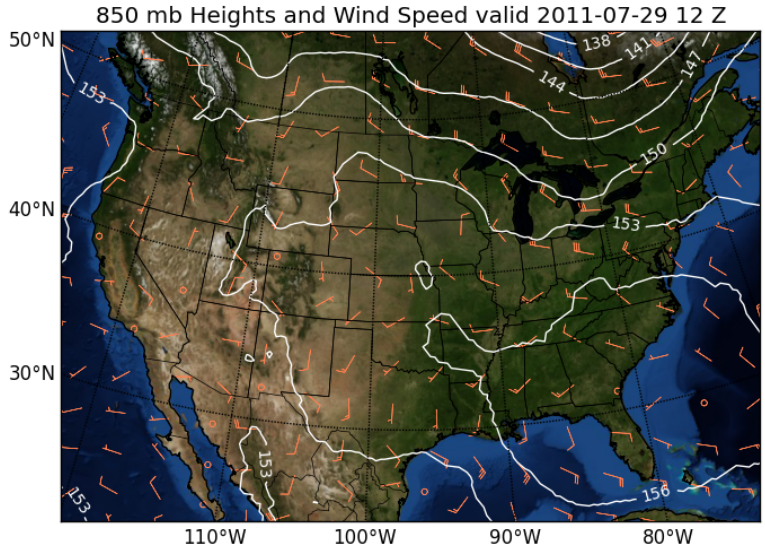 850 mb Heights and Wind Speed valid 2011-07-29 12 Z
50°N
138
141
147
144
153
150
40°N
153
30°N
153
153
156
110°W
100°W
90°W
80°W